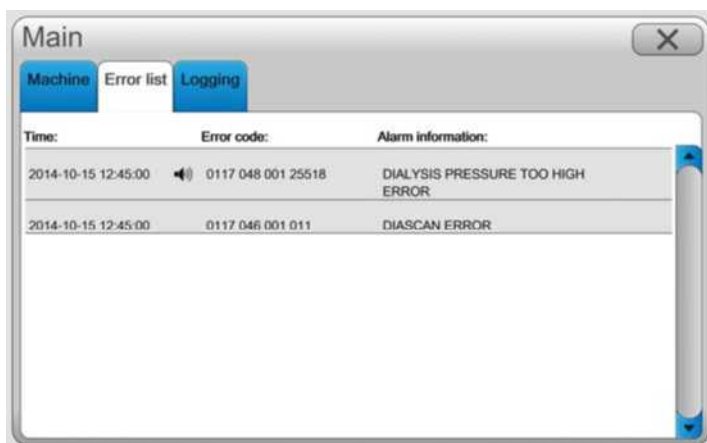 Main
Machine Error list Logging
Time: Error code: Alarm information:
2014-10-15 12:45:00 0117 048 001 25518 DIALYSIS PRESSURE TOO HIGH
ERROR
2014-10-15 12:45:00 0117 046 001 011 DIASCAN ERROR